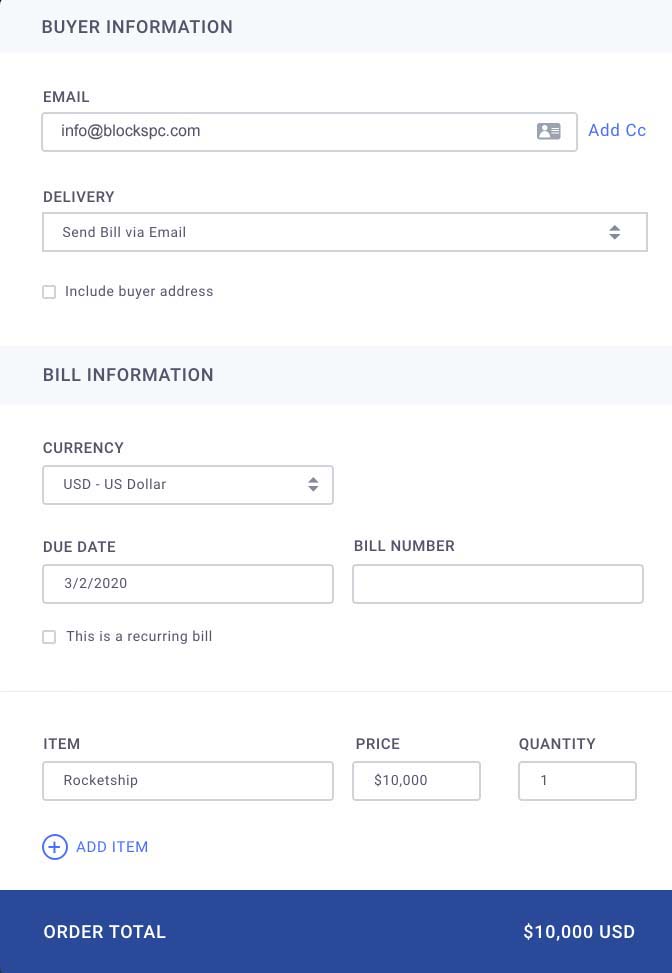 BUYER INFORMATION
EMAIL
info@blockspc.com
Add Cc
DELIVERY
Send Bill via Email
Include buyer address
BILL INFORMATION
CURRENCY
USD - US Dollar
DUE DATE
BILL NUMBER
3/2/2020
This is a recurring bill
ITEM
PRICE
QUANTITY
Rocketship
$10,000
1
ADD ITEM
ORDER TOTAL
$10,000 USD